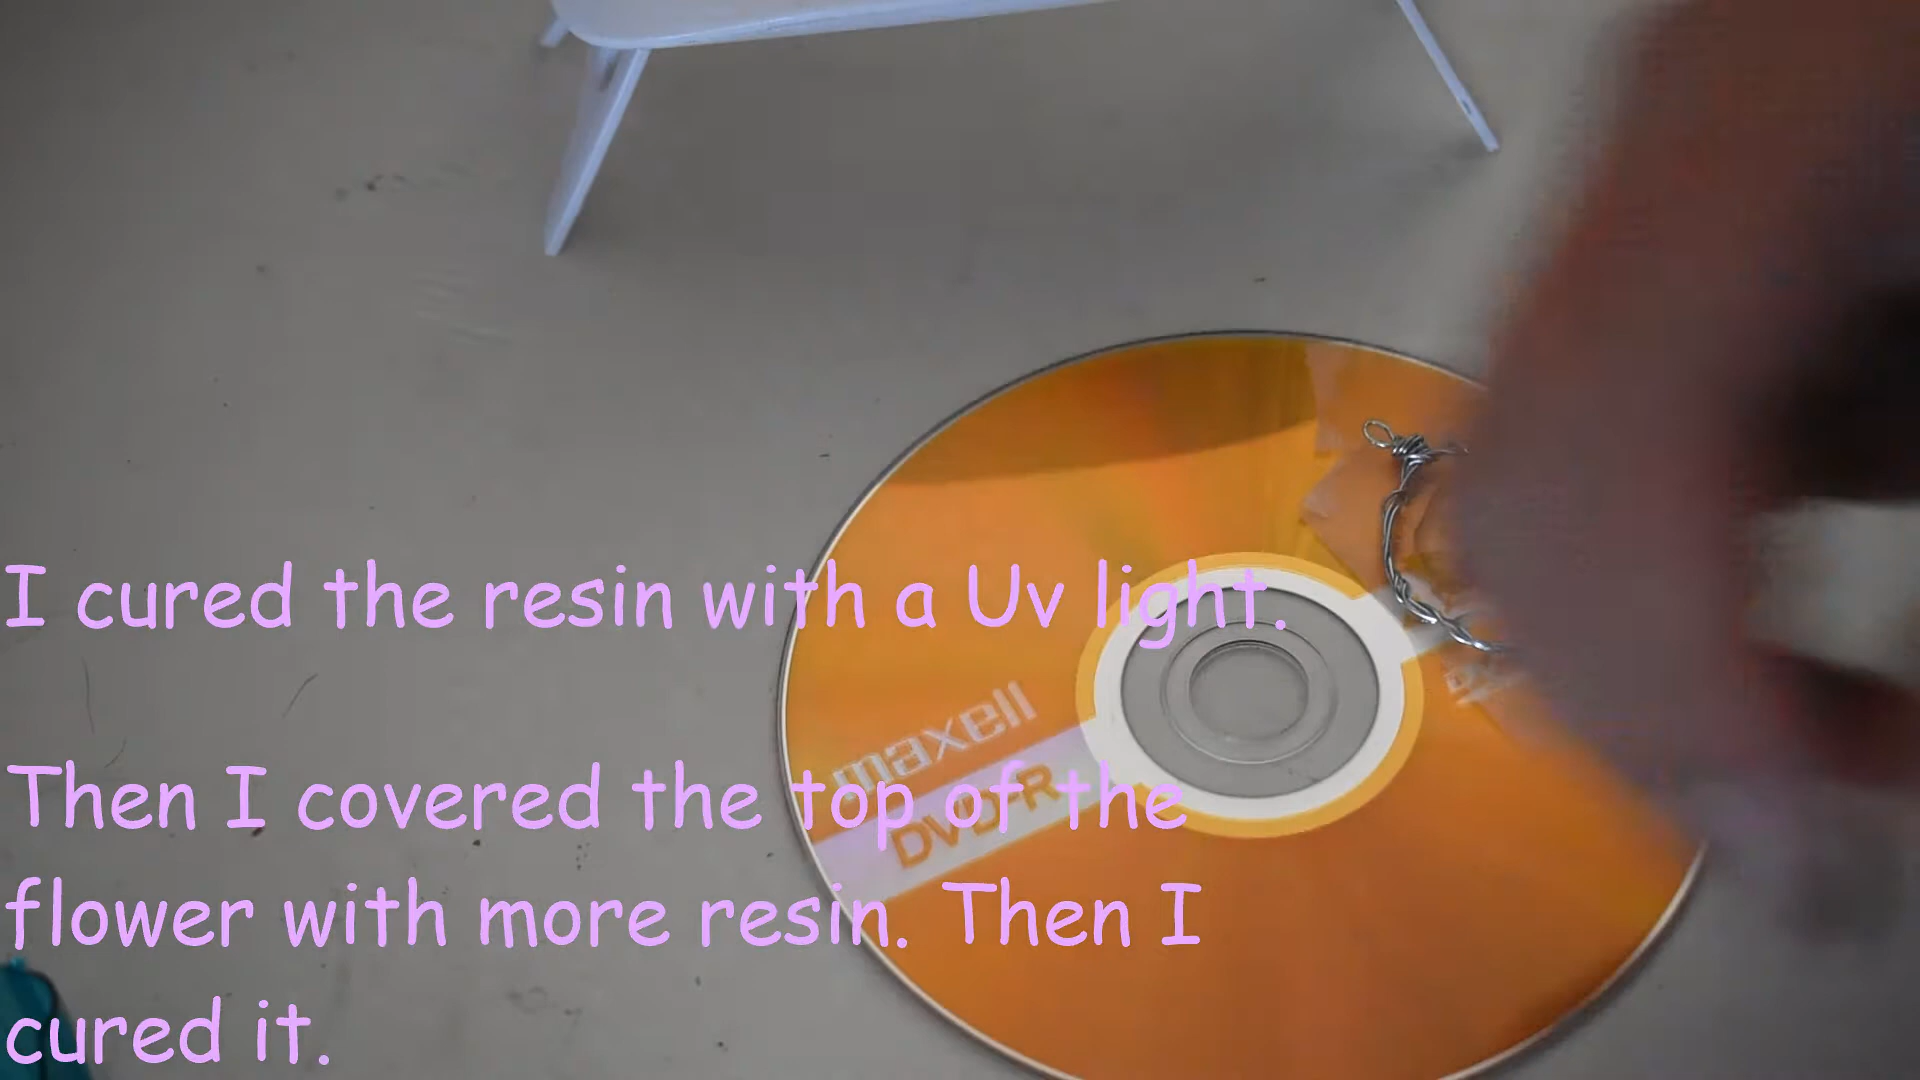 I cured the resin with a Uv light.
maxell
DVD-R
Then I covered the top of the
flower with more resin. Then I
cured it.